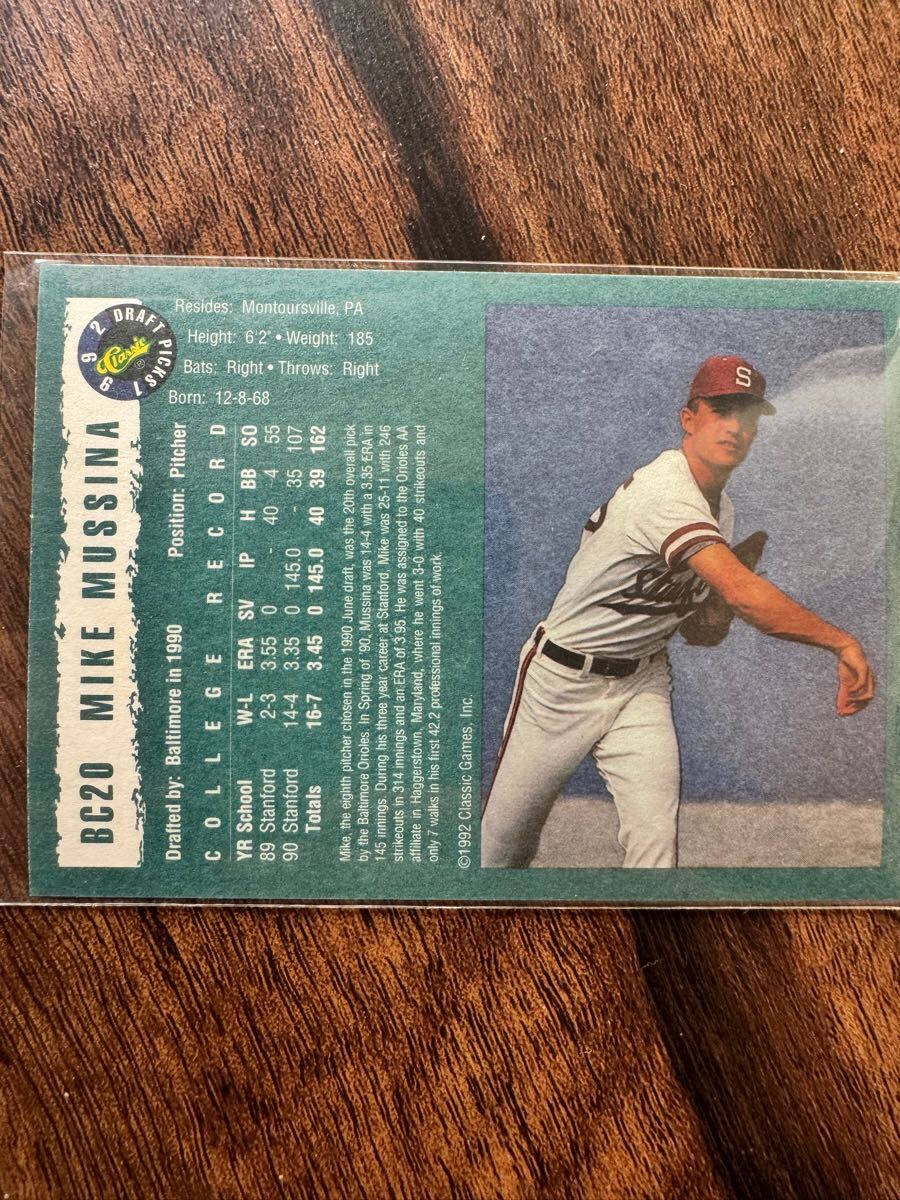 BC20 MIKE MUSSINA
1992 DRAFT PICKS
Classic ®
Drafted by: Baltimore in 1990 Position: Pitcher
Resides: Montoursville, PA
Height: 6'2" • Weight: 185
Bats: Right • Throws: Right
Born: 12-8-68
COLLEGE RECORD
YR School W-L ERA SV IP H BB SO
89 Stanford 2-3 3.55 0 - 40 -4 55
90 Stanford 14-4 3.35 0 145.0 - 35 107
Totals 16-7 3.45 0 145.0 40 39 162
Mike, the eighth pitcher chosen in the 1990 June draft, was the 20th overall pick
by the Baltimore Orioles. In Spring of '90, Mussina was 14-4 with a 3.35 ERA in
145 innings. During his three year career at Stanford, Mike was 25-11 with 246
strikeouts in 314 innings and an ERA of 3.95. He was assigned to the Orioles AA
affiliate in Haggerstown, Maryland, where he went 3-0 with 40 strikeouts and
only 7 walks in his first 42.2 professional innings of work.
©1992 Classic Games, Inc.
S